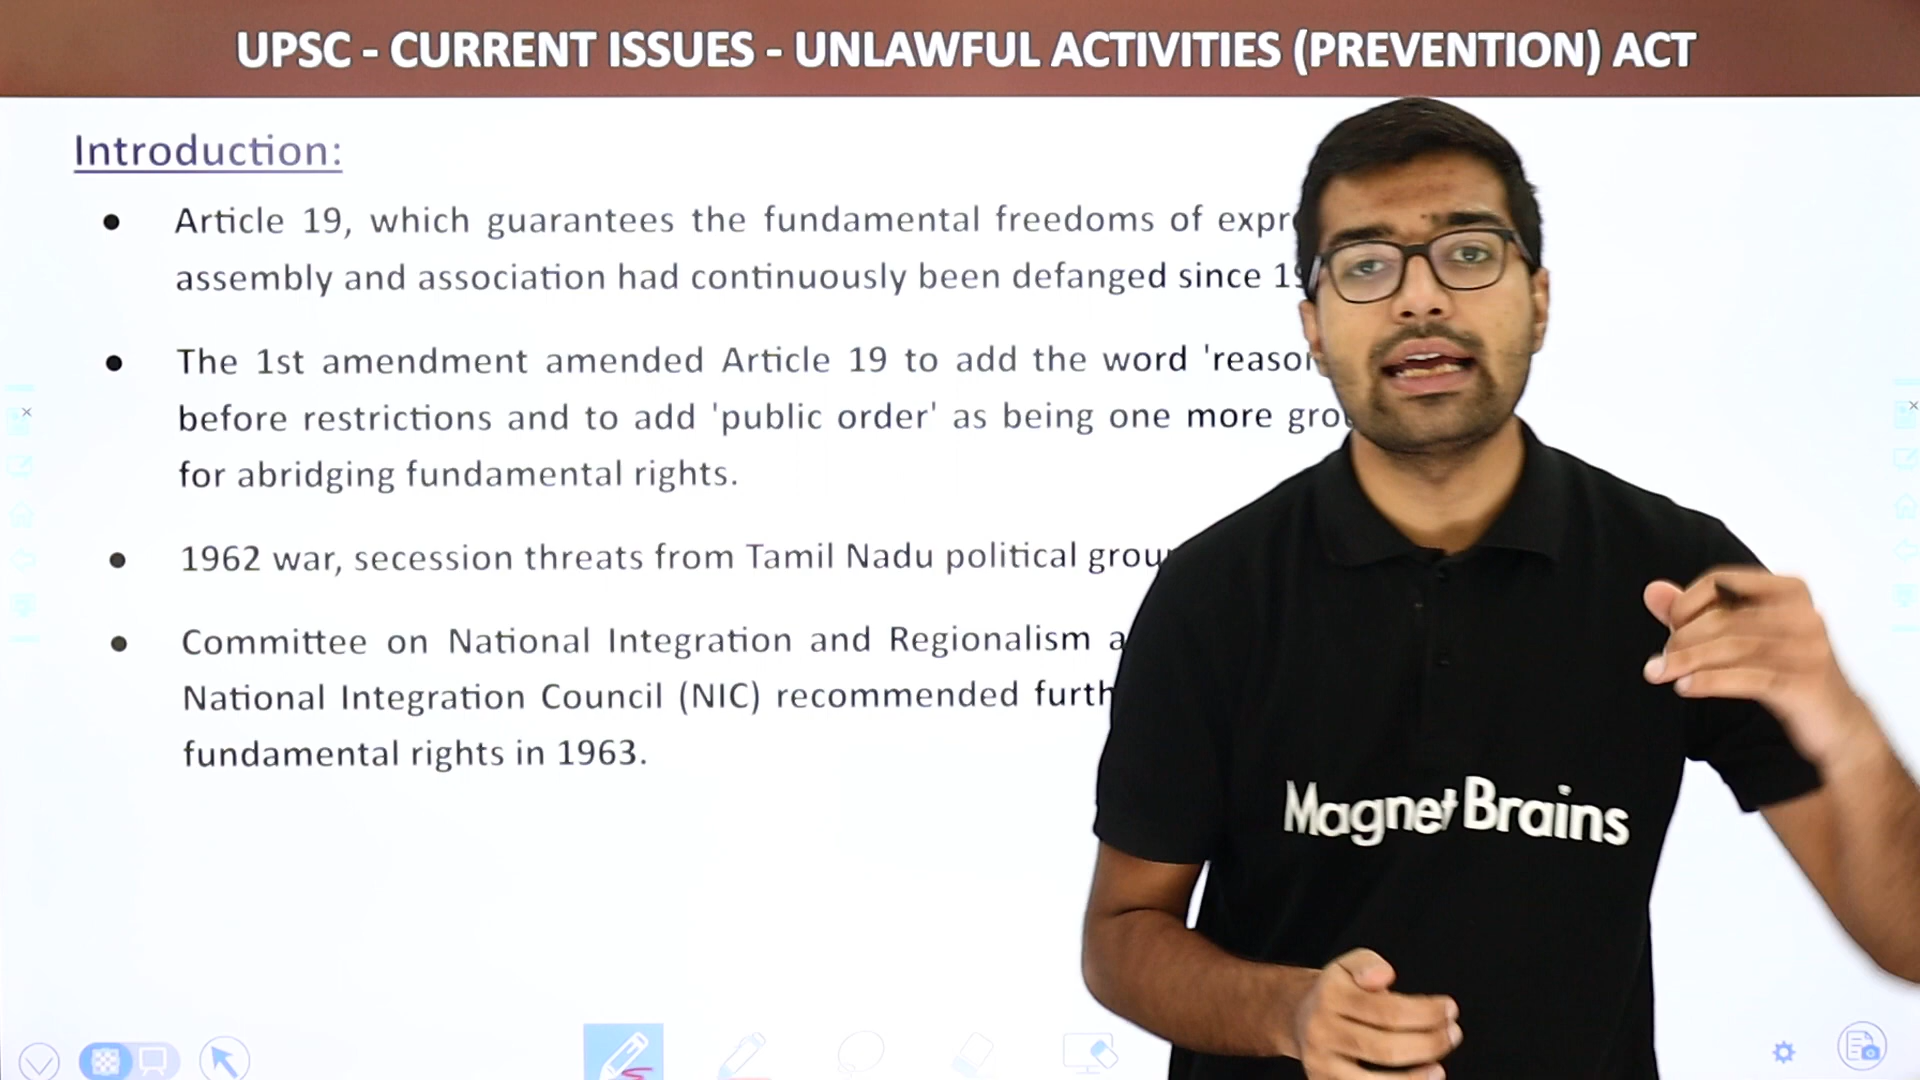 UPSC - CURRENT ISSUES - UNLAWFUL ACTIVITIES (PREVENTION) ACT
Introduction:
Article 19, which guarantees the fundamental freedoms of
assembly and association had continuously been defanged since
The 1st amendment amended Article 19 to add the word
before restrictions and to add 'public order' as being one more
for abridging fundamental rights.
1962 war, secession threats from Tamil Nadu political
Committee on National Integration and Regionalism
National Integration Council (NIC) recommended
fundamental rights in 1963.
Magnet Brains